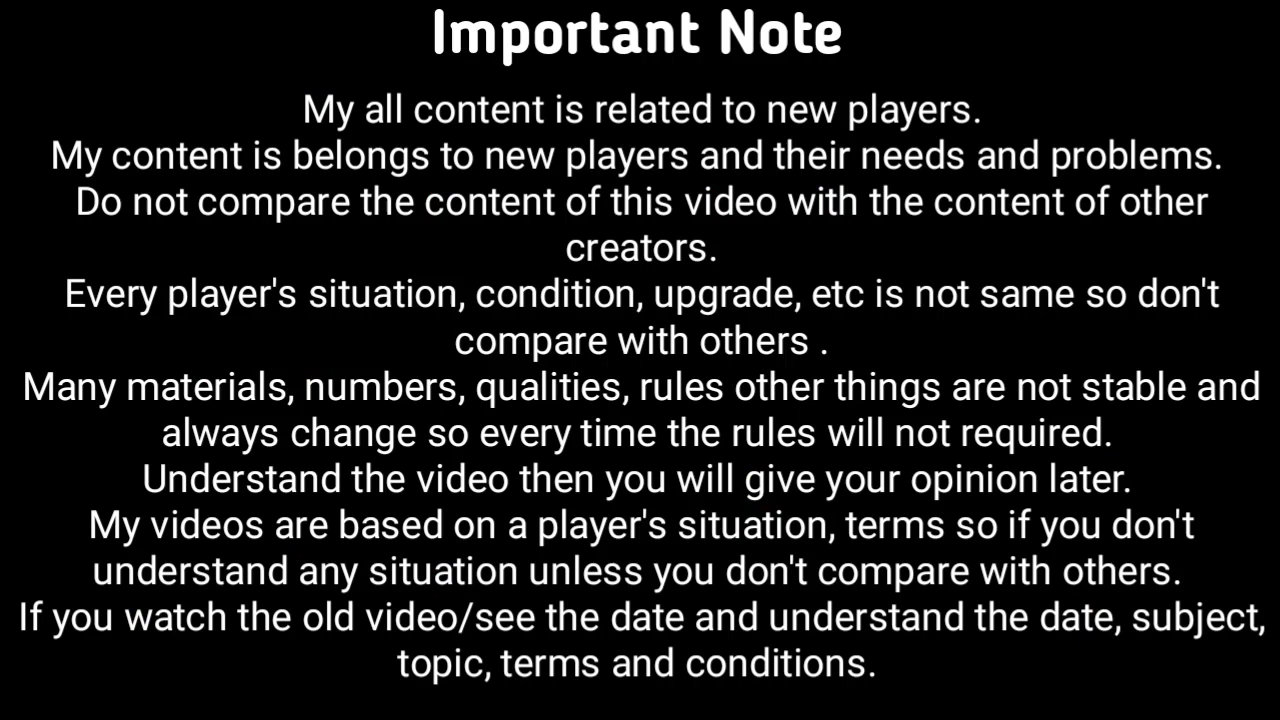 Important Note
My all content is related to new players.
My content is belongs to new players and their needs and problems.
Do not compare the content of this video with the content of other
creators.
Every player's situation, condition, upgrade, etc is not same so don't
compare with others .
Many materials, numbers, qualities, rules other things are not stable and
always change so every time the rules will not required.
Understand the video then you will give your opinion later.
My videos are based on a player's situation, terms so if you don't
understand any situation unless you don't compare with others.
If you watch the old video/see the date and understand the date, subject,
topic, terms and conditions.